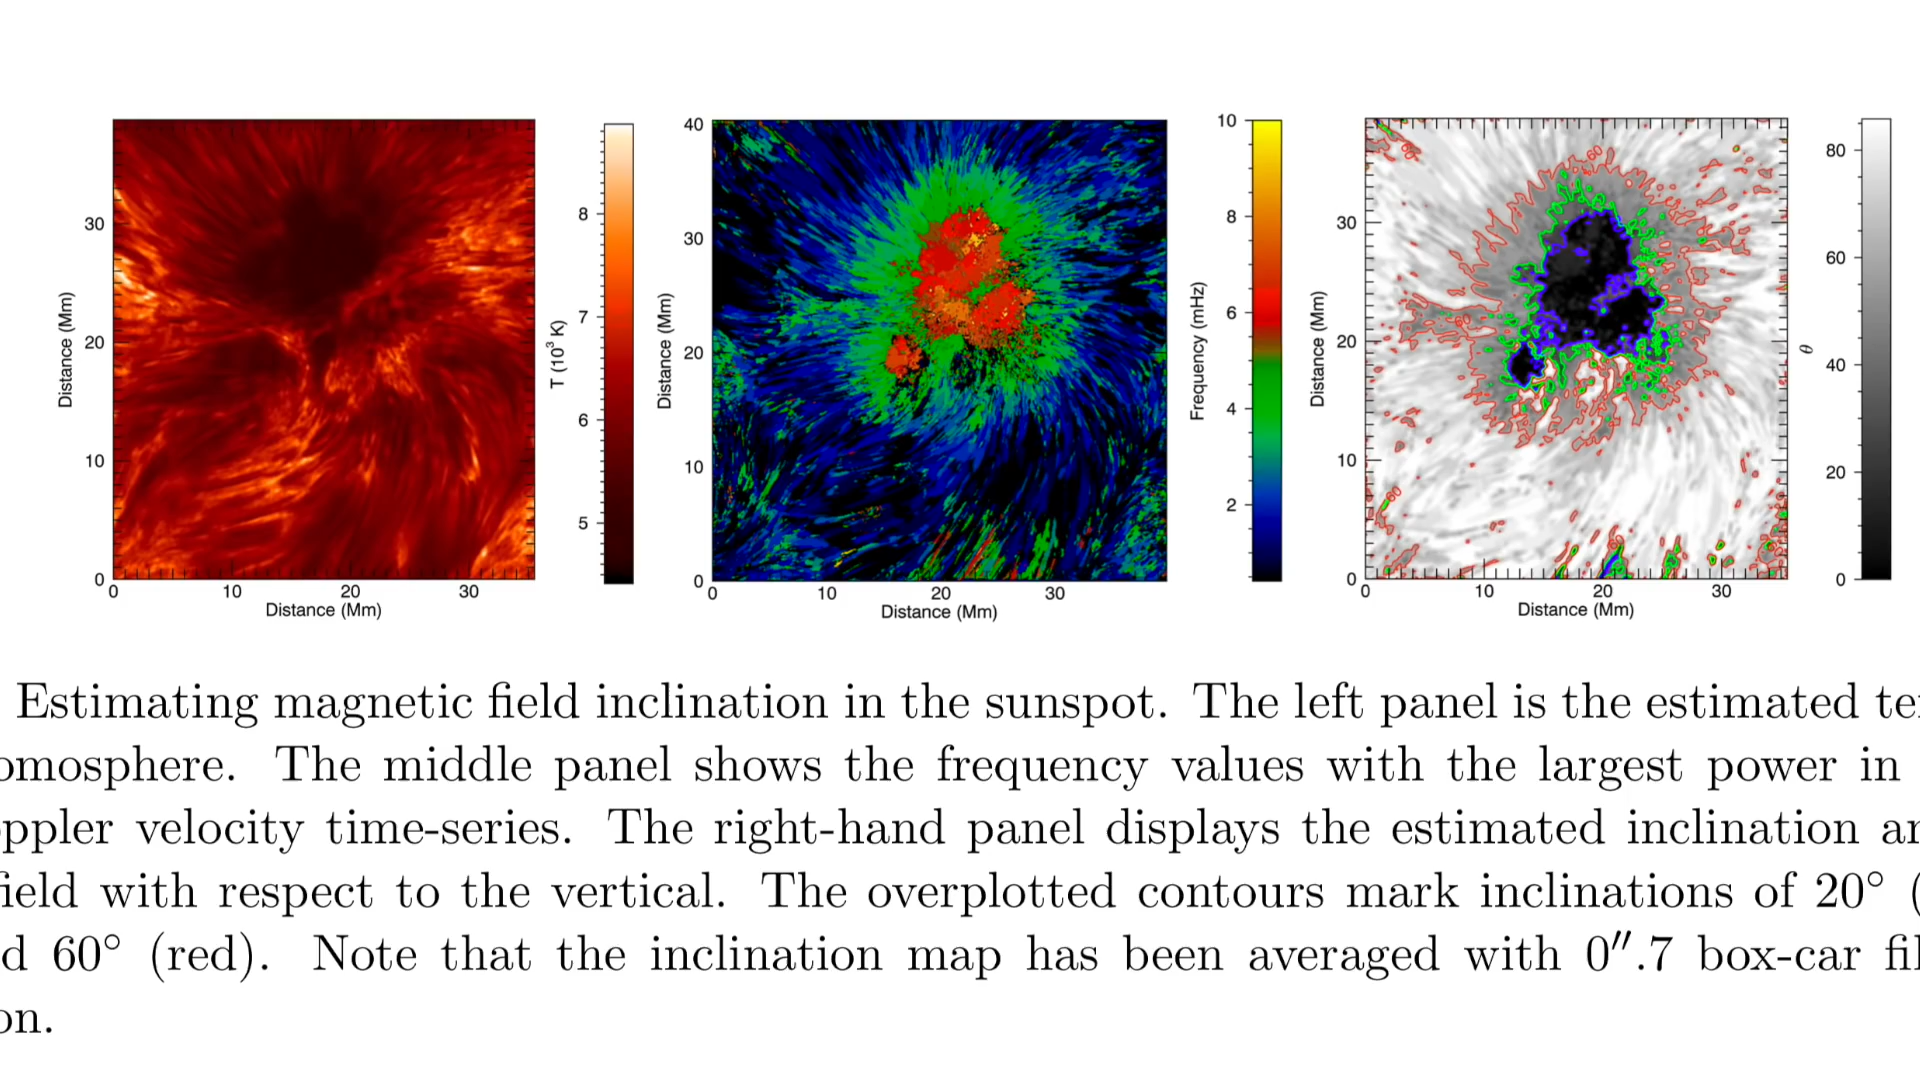 30
20
10
0
0 10 20 30
Distance (Mm)
Distance (Mm)
8
7
6
5
T (10³ K)
40
30
20
10
0
0 10 20 30
Distance (Mm)
Distance (Mm)
10
8
6
4
2
Frequency (mHz)
30
20
10
0
0 10 20 30
Distance (Mm)
Distance (Mm)
60
60
80
60
40
20
0
θ
Estimating magnetic field inclination in the sunspot. The left panel is the estimated te
omosphere. The middle panel shows the frequency values with the largest power in
ppler velocity time-series. The right-hand panel displays the estimated inclination a
ield with respect to the vertical. The overplotted contours mark inclinations of 20° (
d 60° (red). Note that the inclination map has been averaged with 0″.7 box-car fil
on.